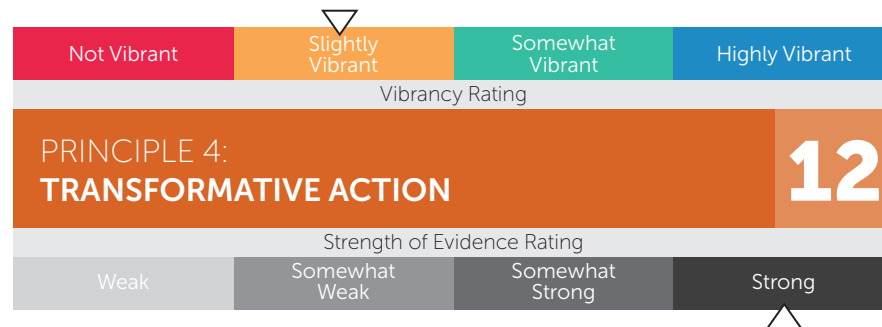 Not Vibrant
Slightly
Vibrant
Somewhat
Vibrant
Highly Vibrant
Vibrancy Rating
PRINCIPLE 4:
TRANSFORMATIVE ACTION
12
Strength of Evidence Rating
Weak
Somewhat
Weak
Somewhat
Strong
Strong